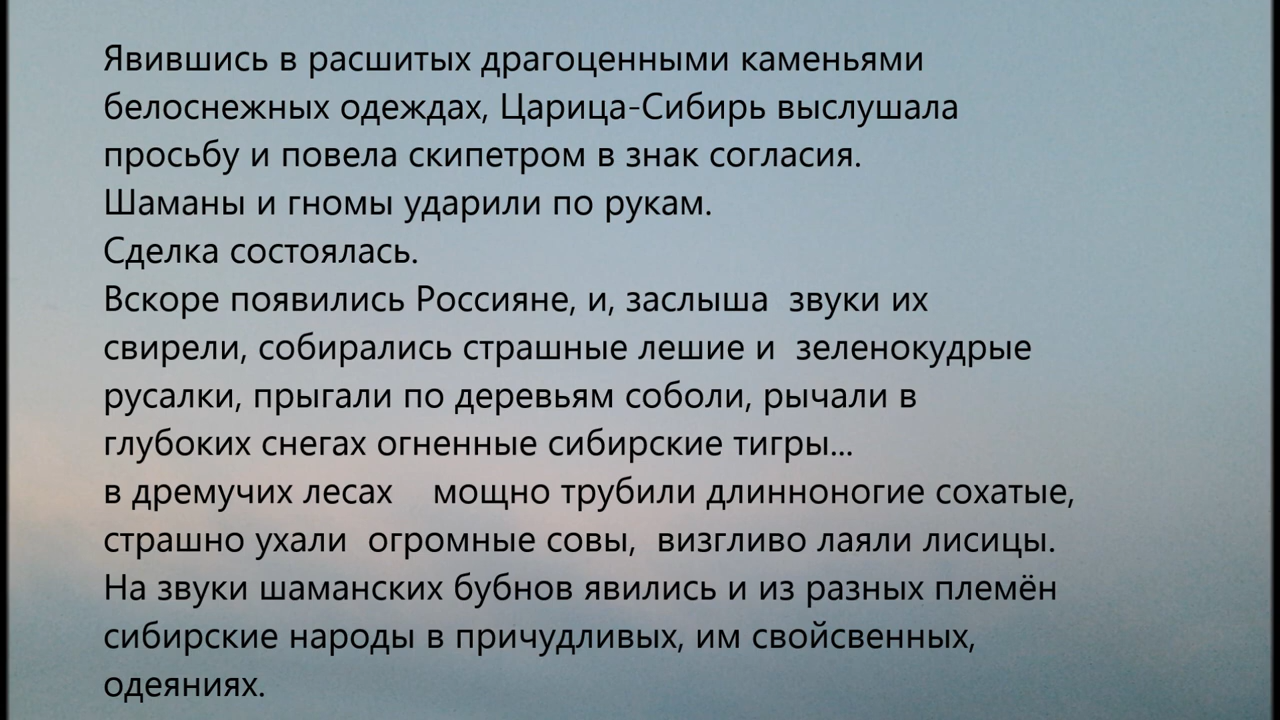 Явившись в расшитых драгоценными каменьями
белоснежных одеждах, Царица-Сибирь выслушала
просьбу и повела скипетром в знак согласия.
Шаманы и гномы ударили по рукам.
Сделка состоялась.
Вскоре появились Россияне, и, заслыша  звуки их
свирели, собирались страшные лешие и  зеленокудрые
русалки, прыгали по деревьям соболи, рычали в
глубоких снегах огненные сибирские тигры...
в дремучих лесах    мощно трубили длинноногие сохатые,
страшно ухали  огромные совы,  визгливо лаяли лисицы.
На звуки шаманских бубнов явились и из разных племён
сибирские народы в причудливых, им свойсвенных,
одеяниях.